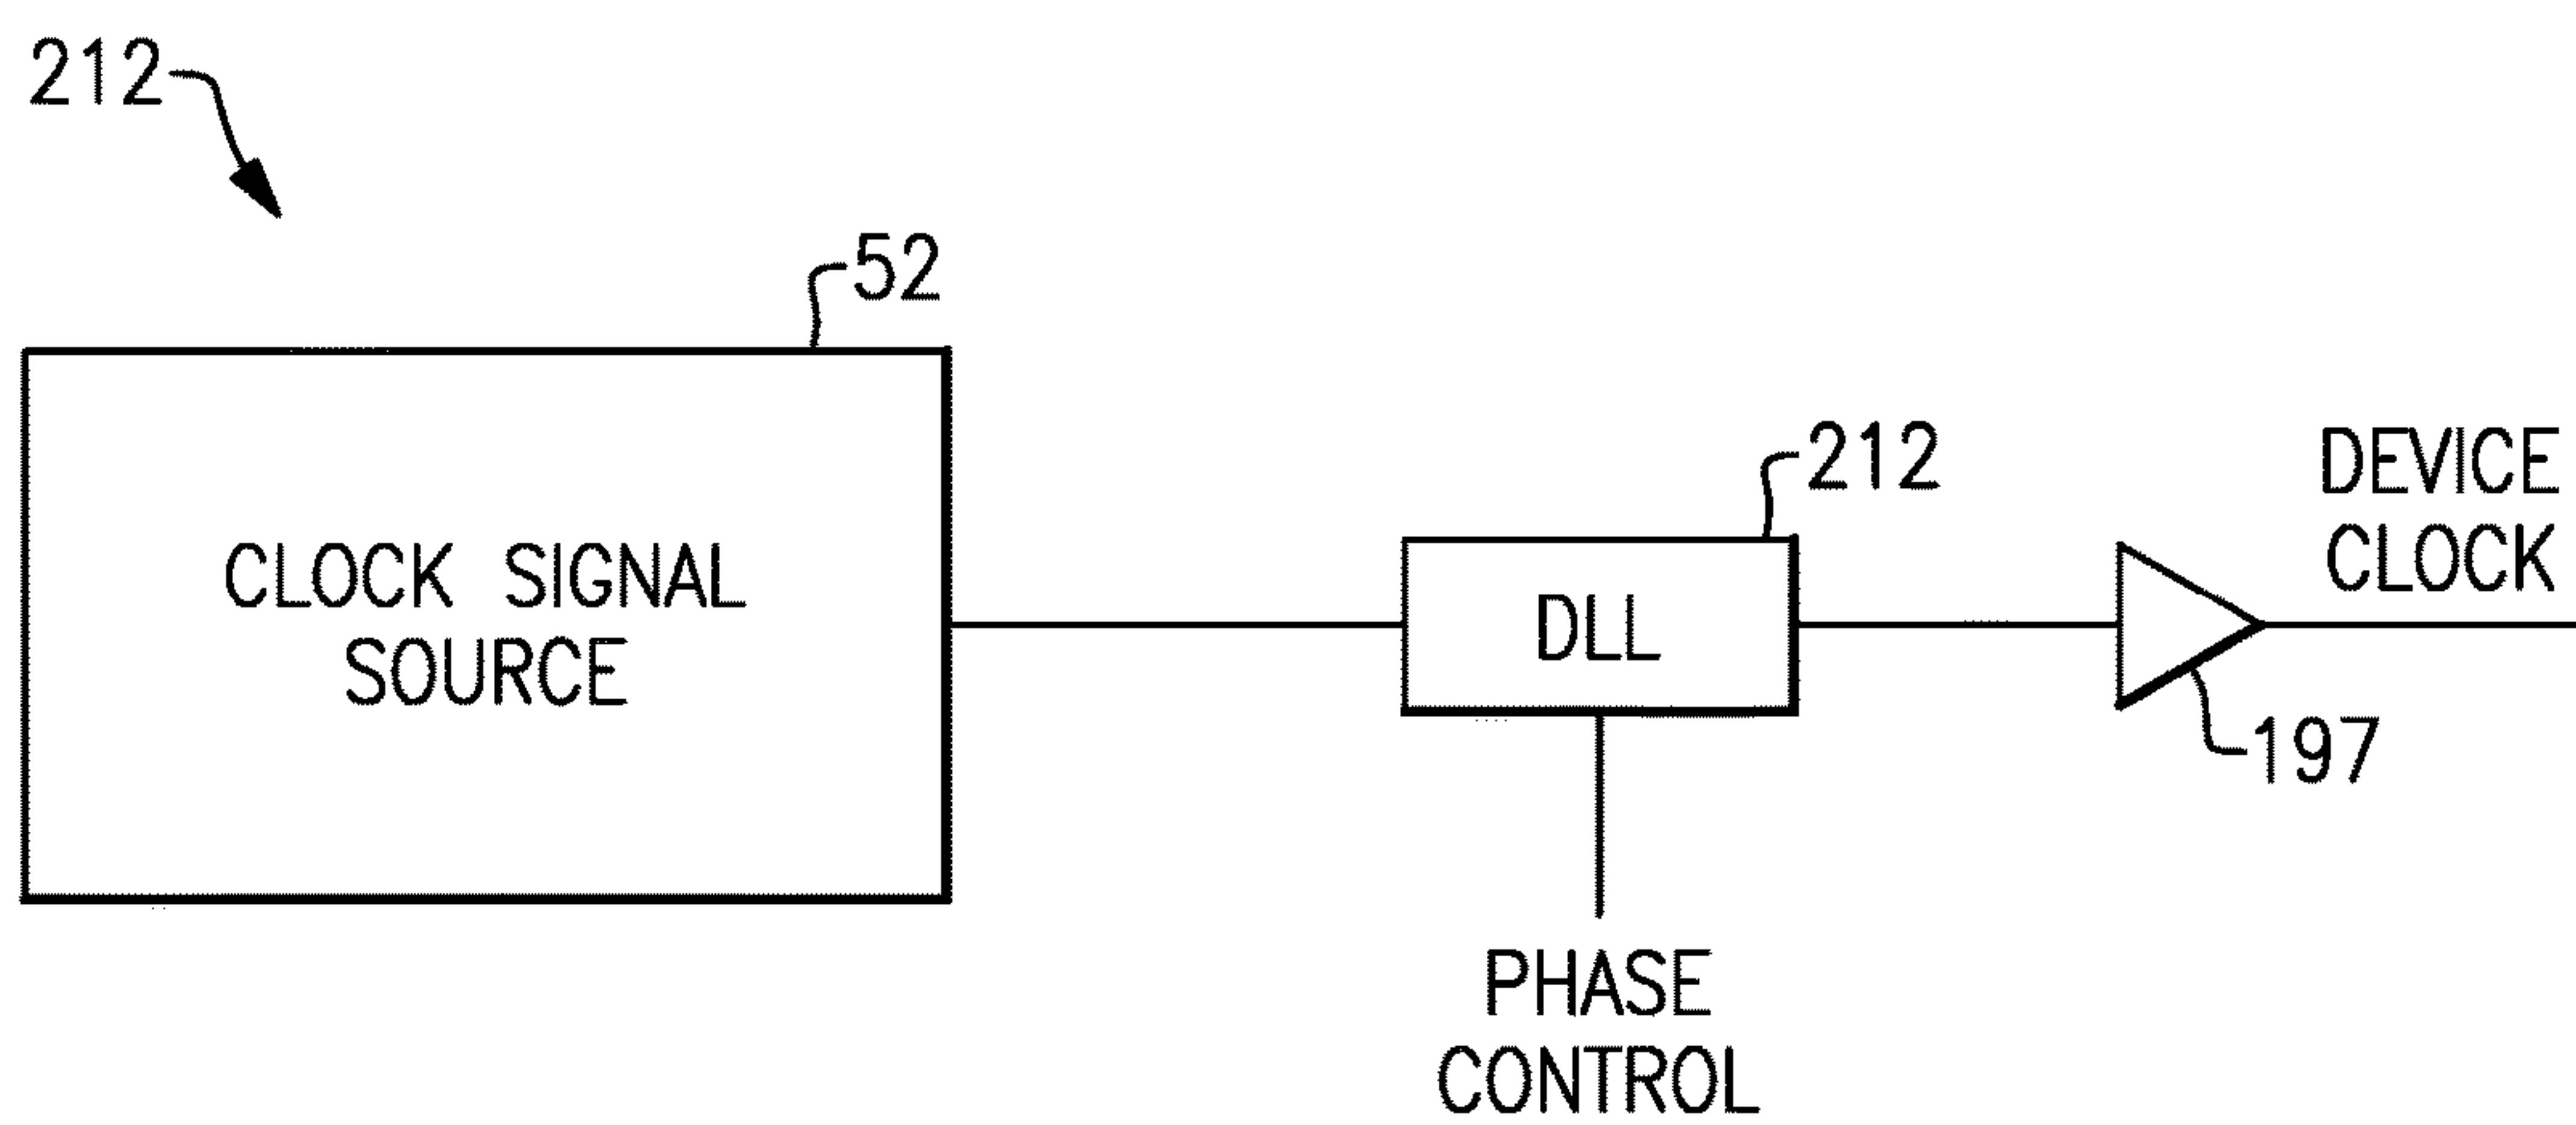 212
52
CLOCK SIGNAL
SOURCE
212
DLL
DEVICE
CLOCK
197
PHASE
CONTROL